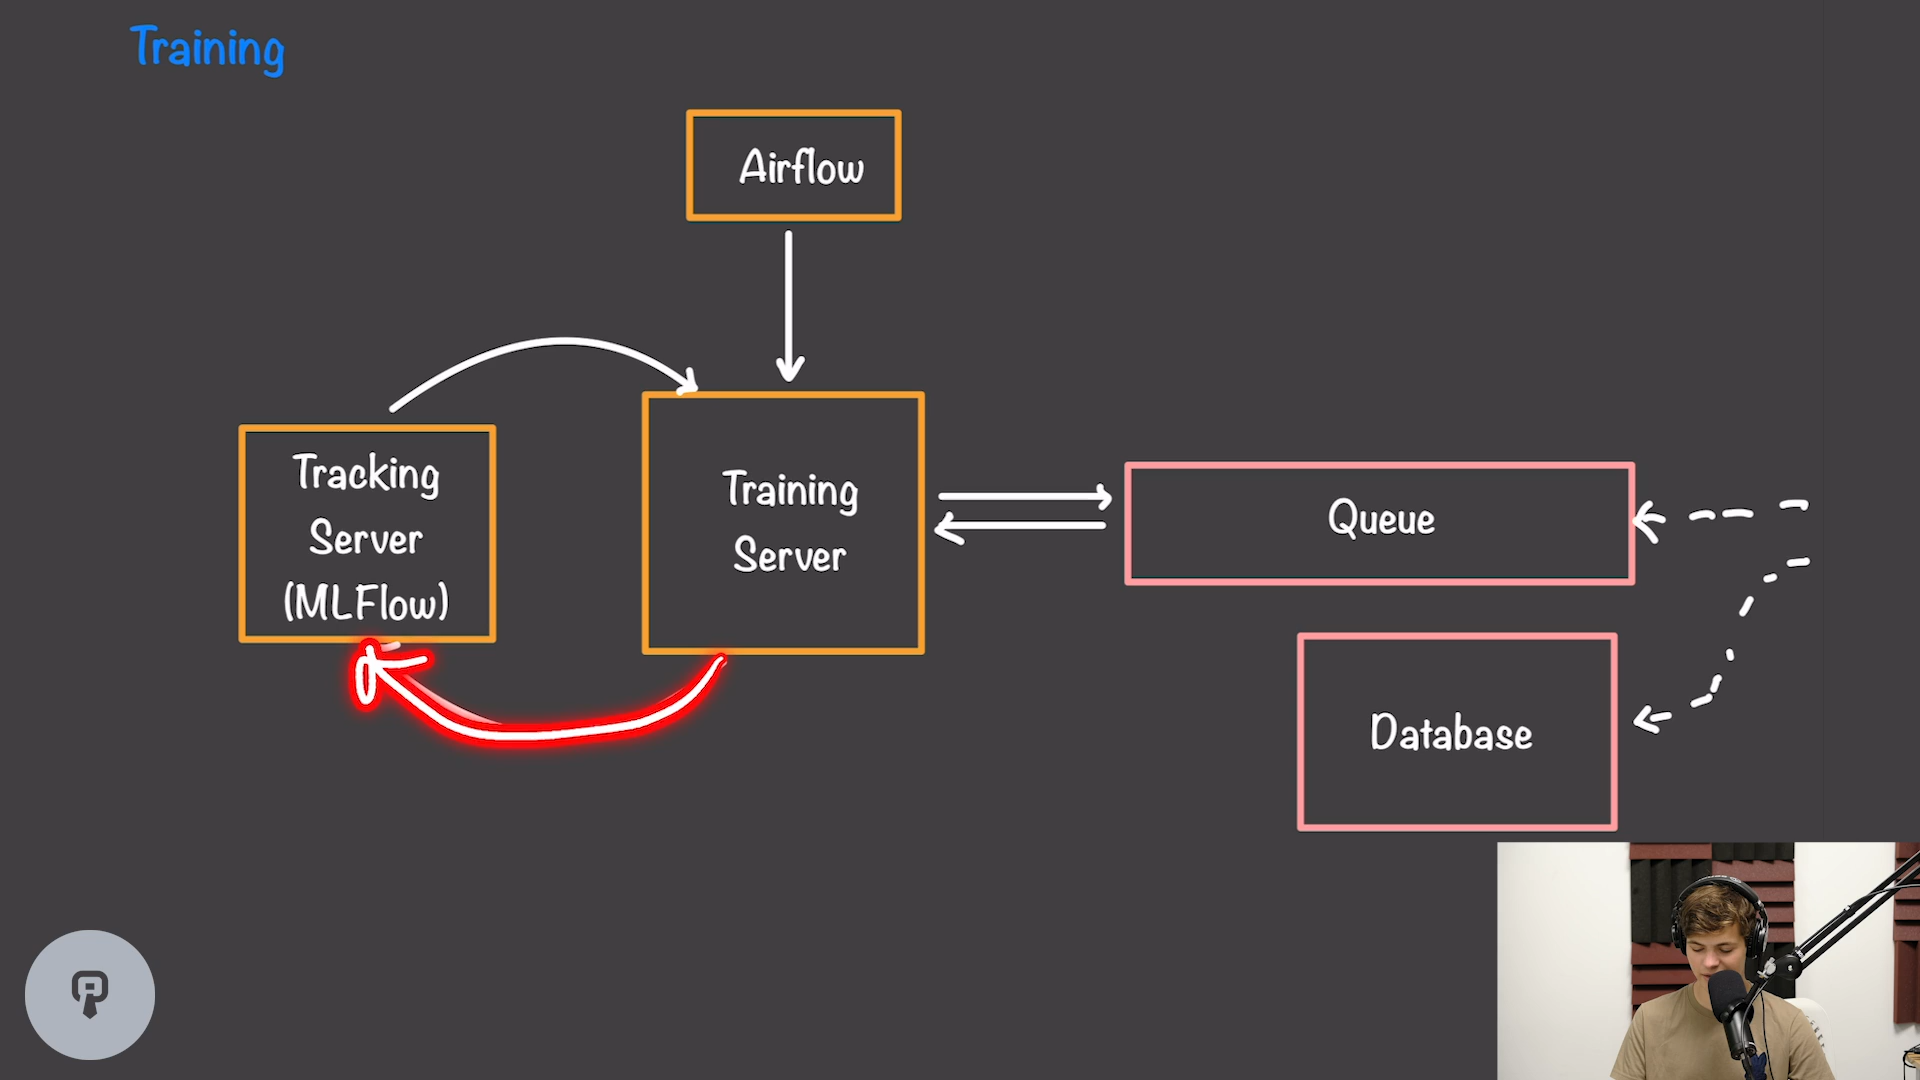 Training
Airflow
Tracking
Server
(MLFlow)
Training
Server
Queue
Database